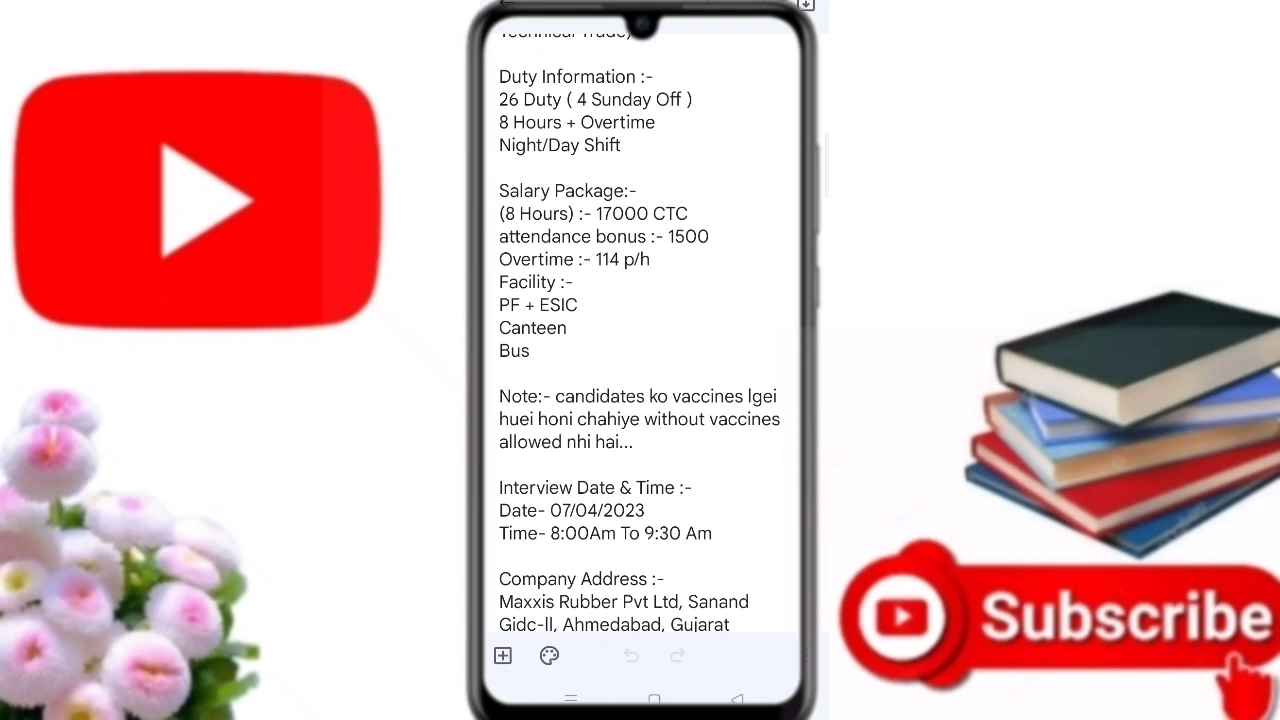 Technical Trade)
Duty Information :-
26 Duty ( 4 Sunday Off )
8 Hours + Overtime
Night/Day Shift
Salary Package:-
(8 Hours) :- 17000 CTC
attendance bonus :- 1500
Overtime :- 114 p/h
Facility :-
PF + ESIC
Canteen
Bus
Note:- candidates ko vaccines lgei
huei honi chahiye without vaccines
allowed nhi hai...
Interview Date & Time :-
Date- 07/04/2023
Time- 8:00Am To 9:30 Am
Company Address :-
Maxxis Rubber Pvt Ltd, Sanand
Gidc-II, Ahmedabad, Gujarat
Subscribe